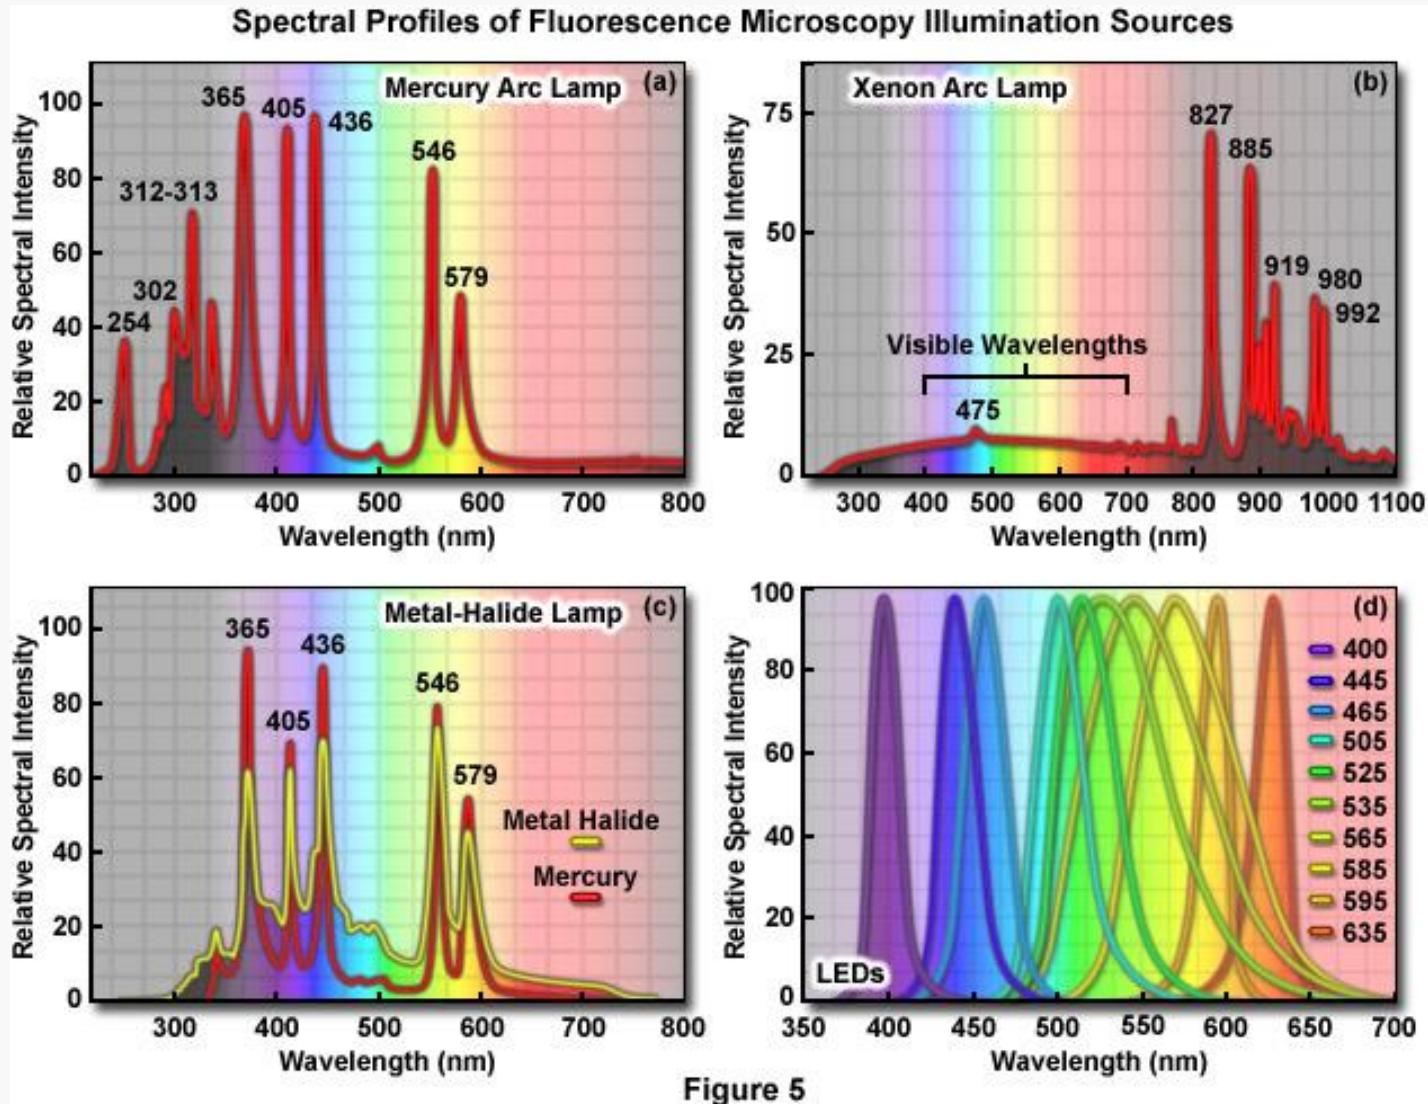 Spectral Profiles of Fluorescence Microscopy Illumination Sources
Mercury Arc Lamp
(a)
Relative Spectral Intensity
100
80
60
40
20
0
254
302
312-313
365
405
436
546
579
300 400 500 600 700 800
Wavelength (nm)
Xenon Arc Lamp
(b)
Relative Spectral Intensity
75
50
25
0
Visible Wavelengths
475
827
885
919
980
992
300 400 500 600 700 800 900 1000 1100
Wavelength (nm)
Metal-Halide Lamp
(c)
Relative Spectral Intensity
100
80
60
40
20
0
365
405
436
546
579
Metal Halide
Mercury
300 400 500 600 700 800
Wavelength (nm)
(d)
Relative Spectral Intensity
100
80
60
40
20
0
400
445
465
505
525
535
565
585
595
635
LEDs
350 400 450 500 550 600 650 700
Wavelength (nm)
Figure 5